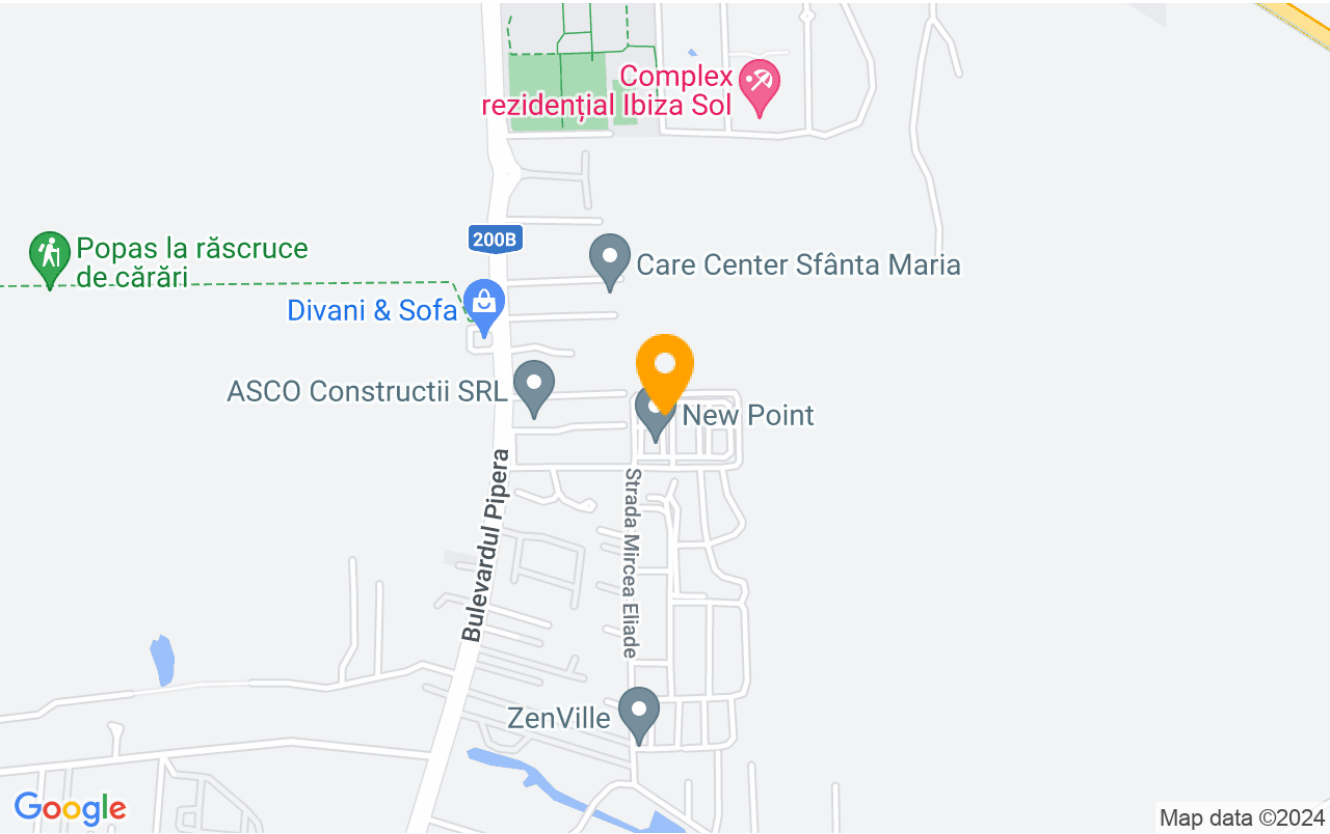 Complex
rezidențial Ibiza Sol
200B
Popas la răscruce
de cărări
Care Center Sfânta Maria
Divani & Sofa
ASCO Constructii SRL
New Point
Bulevardul Pipera
Strada Mircea Eliade
ZenVille
Google
Map data ©2024